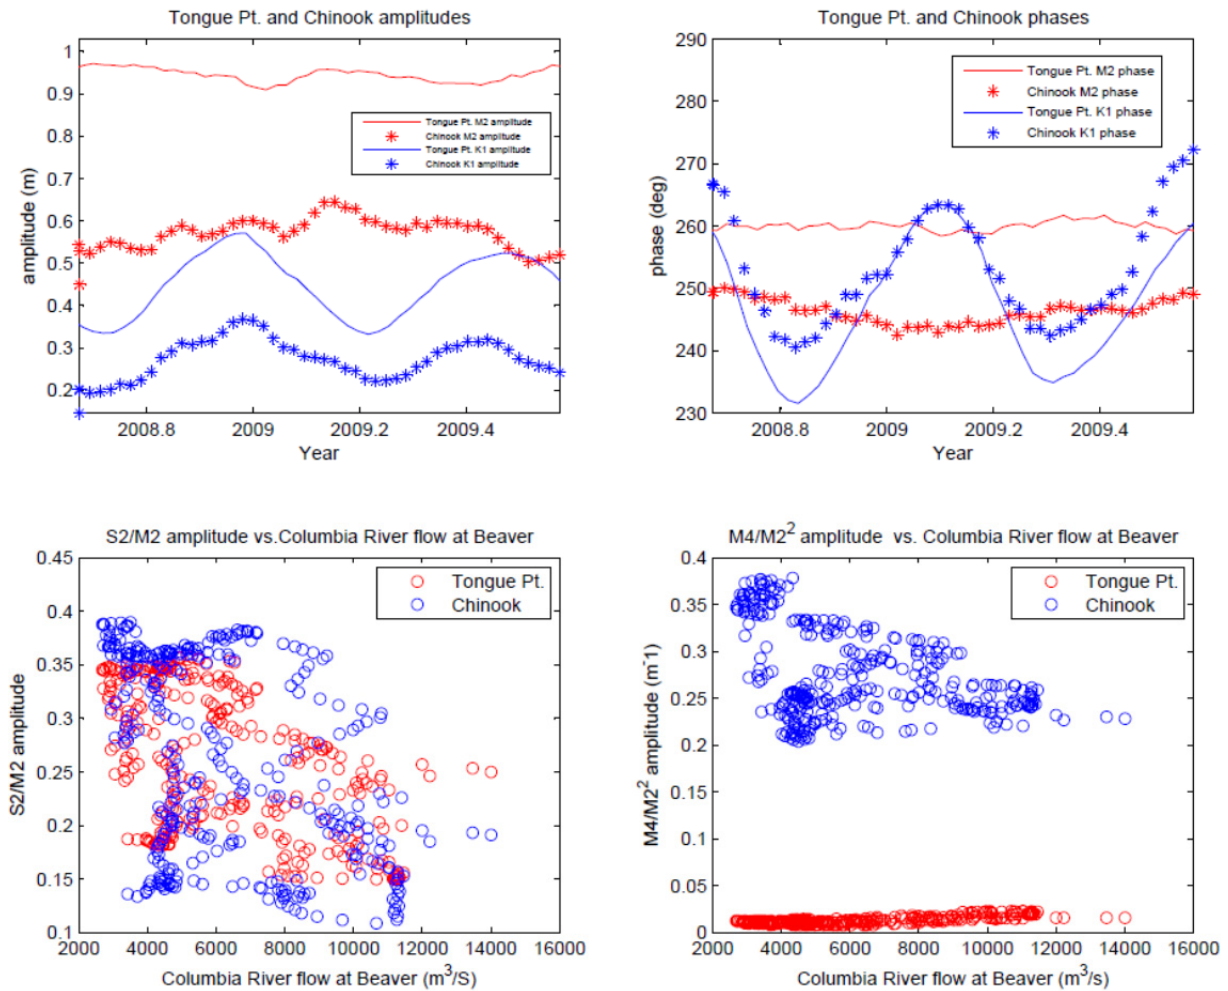 Tongue Pt. and Chinook amplitudes
1
0.9
0.8
0.7
0.6
0.5
0.4
0.3
0.2
amplitude (m)
Tongue Pt. M2 amplitude
Chinook M2 amplitude
Tongue Pt. K1 amplitude
Chinook K1 amplitude
2008.8 2009 2009.2 2009.4
Year
Tongue Pt. and Chinook phases
290
280
270
260
250
240
230
phase (deg)
Tongue Pt. M2 phase
Chinook M2 phase
Tongue Pt. K1 phase
Chinook K1 phase
2008.8 2009 2009.2 2009.4
Year
S2/M2 amplitude vs.Columbia River flow at Beaver
0.45
0.4
0.35
0.3
0.25
0.2
0.15
0.1
S2/M2 amplitude
Tongue Pt.
Chinook
2000 4000 6000 8000 10000 12000 14000 16000
Columbia River flow at Beaver (m³/S)
M4/M2² amplitude vs. Columbia River flow at Beaver
0.4
0.35
0.3
0.25
0.2
0.15
0.1
0.05
0
M4/M2² amplitude (m⁻1)
Tongue Pt.
Chinook
2000 4000 6000 8000 10000 12000 14000 16000
Columbia River flow at Beaver (m³/s)